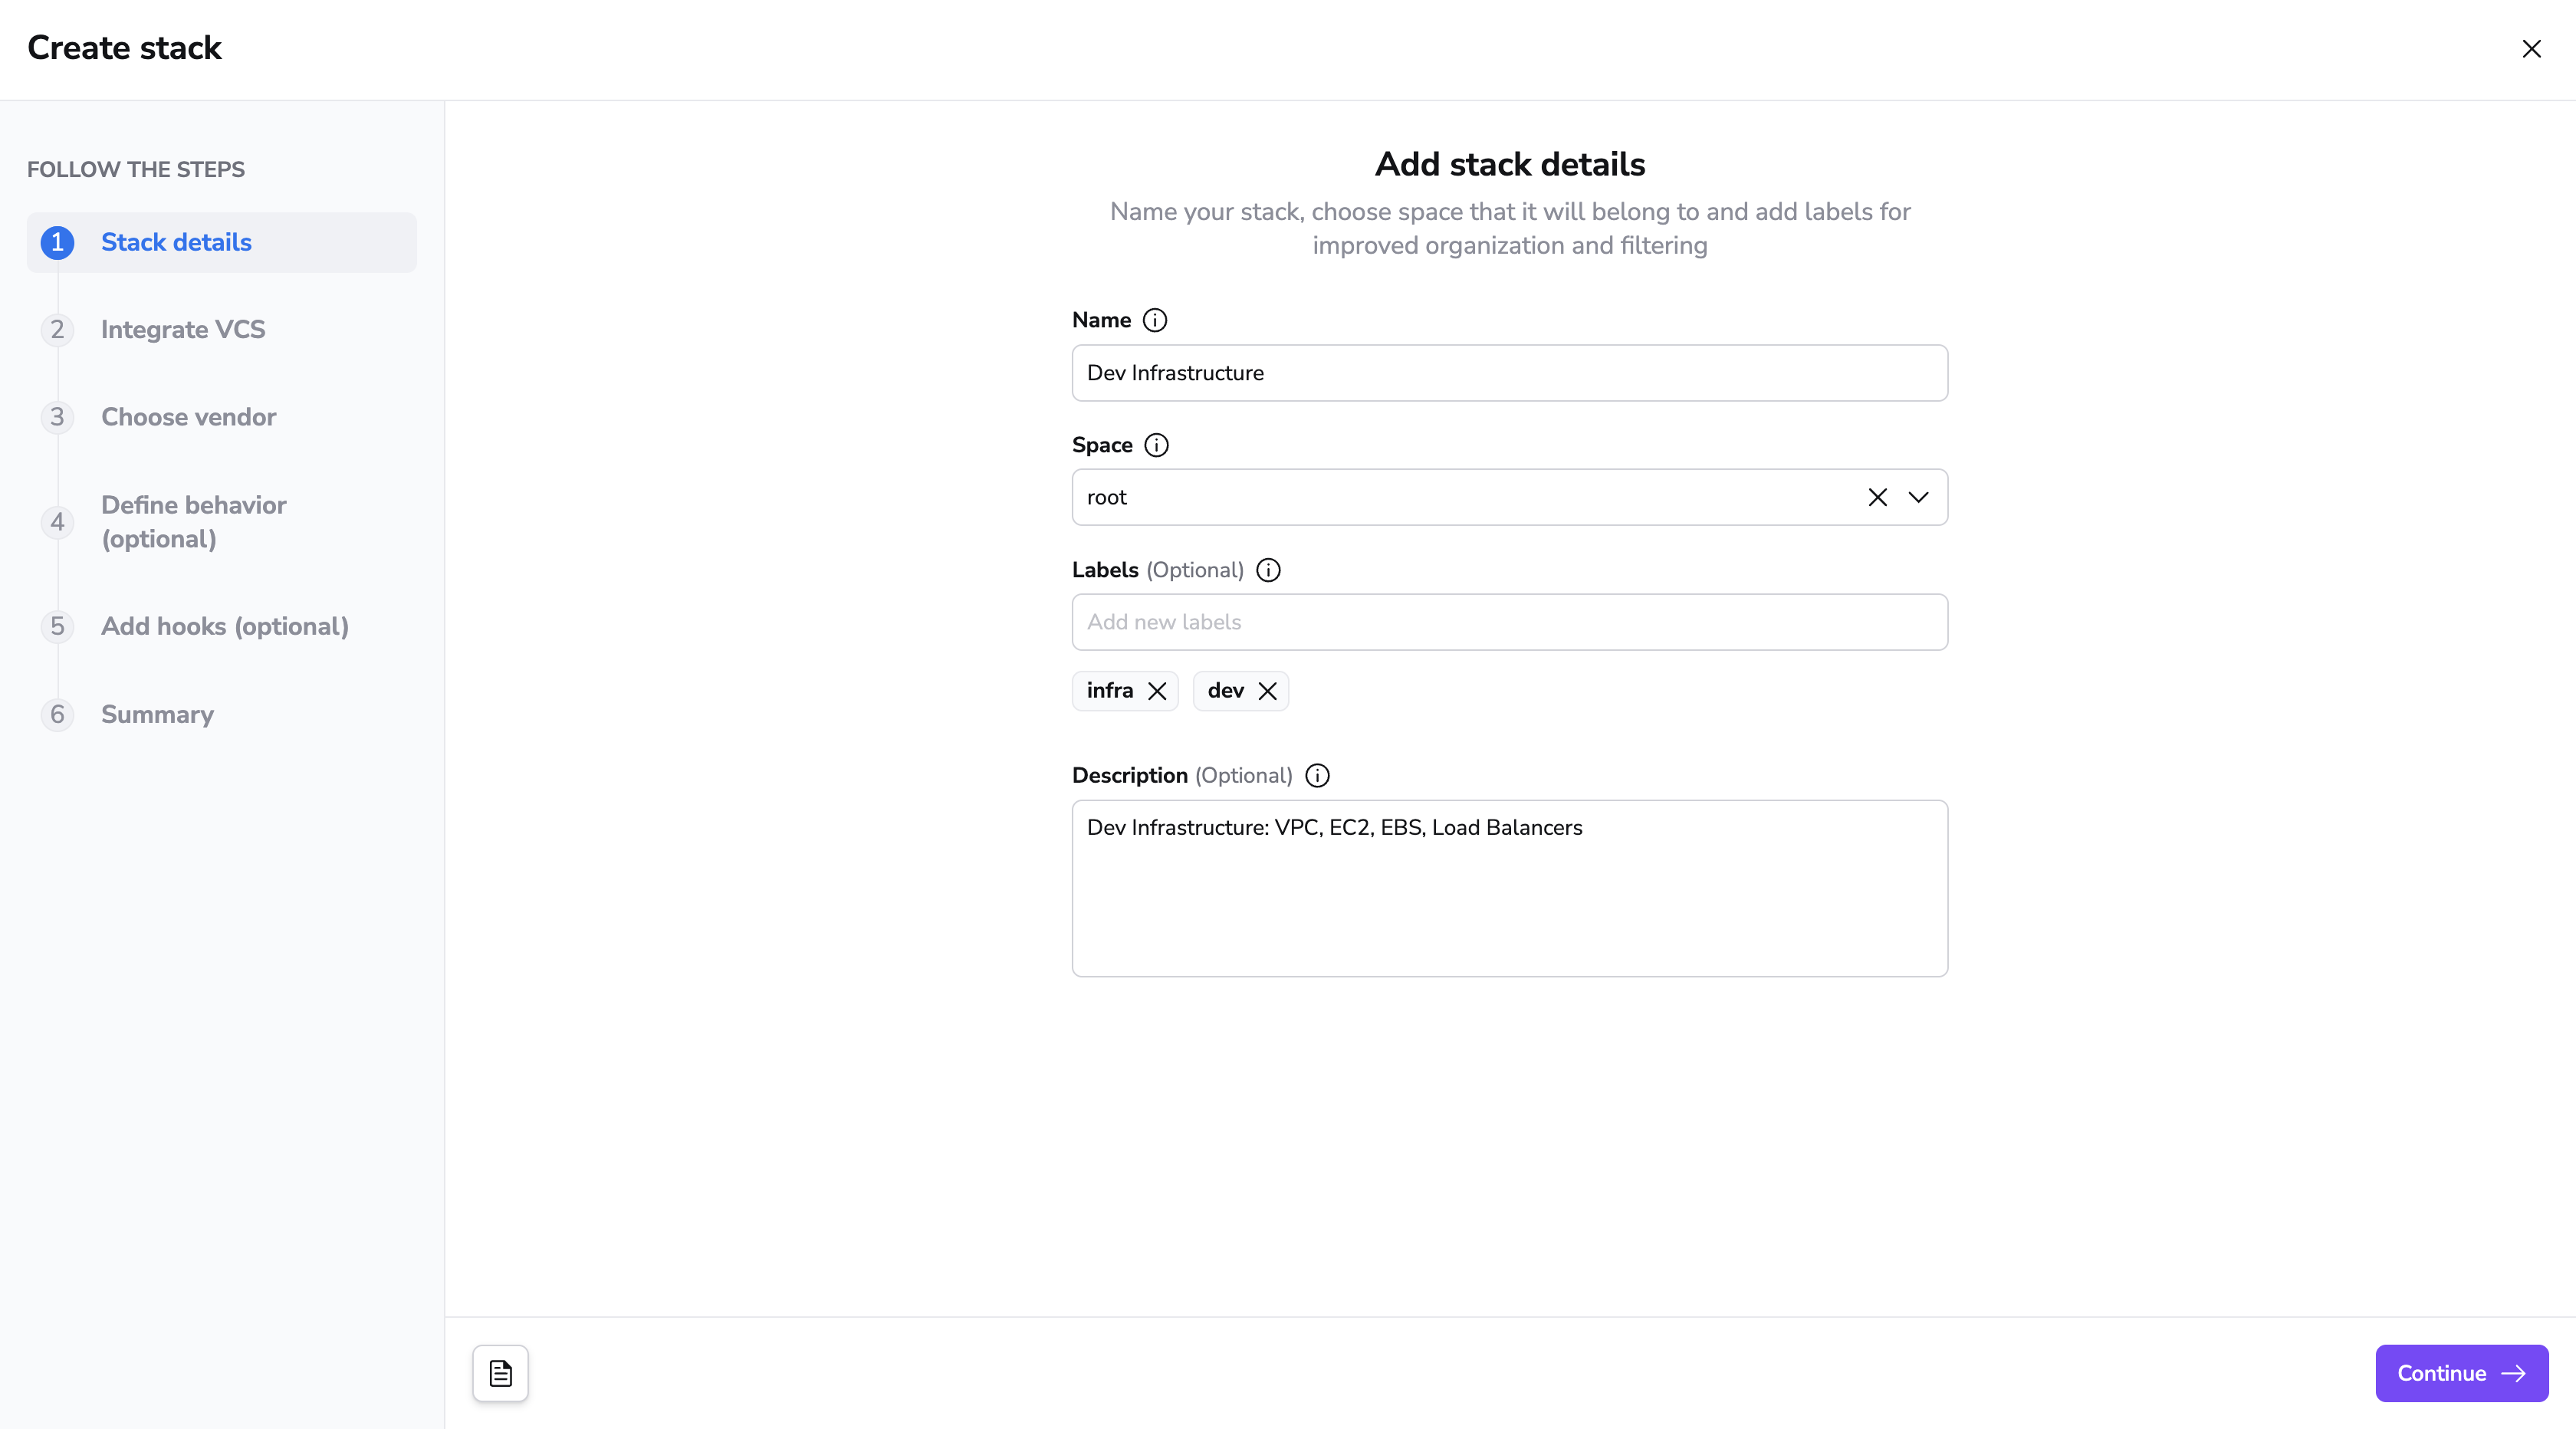 Create stack
FOLLOW THE STEPS
1 Stack details
2 Integrate VCS
3 Choose vendor
4 Define behavior
(optional)
5 Add hooks (optional)
6 Summary
Add stack details
Name your stack, choose space that it will belong to and add labels for
improved organization and filtering
Name
Dev Infrastructure
Space
root
Labels (Optional)
Add new labels
infra dev
Description (Optional)
Dev Infrastructure: VPC, EC2, EBS, Load Balancers
Continue